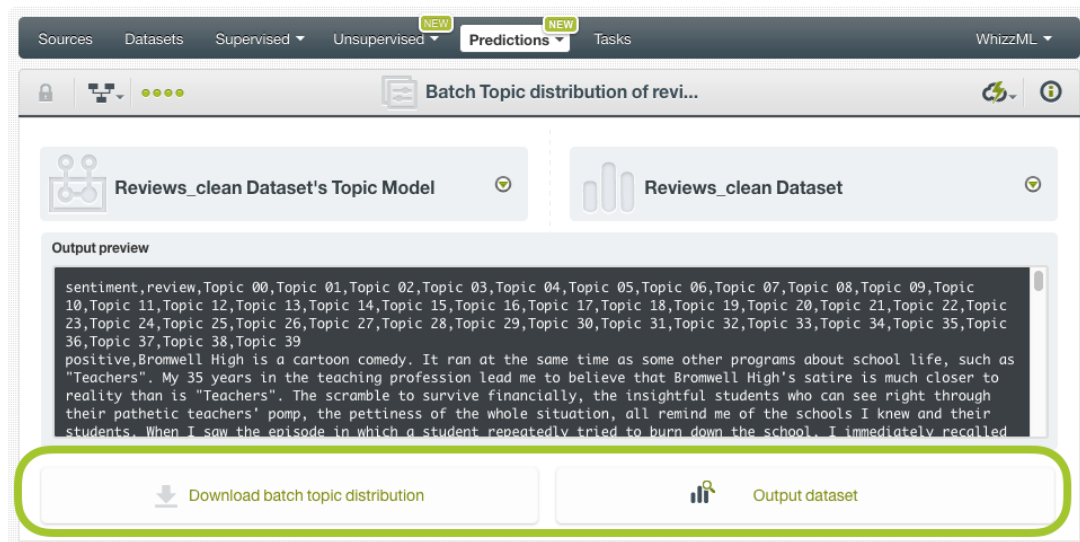 NEW NEW
Sources Datasets Supervised Unsupervised Predictions Tasks WhizzML
Batch Topic distribution of revi...
Reviews_clean Dataset's Topic Model Reviews_clean Dataset
Output preview
sentiment,review,Topic 00,Topic 01,Topic 02,Topic 03,Topic 04,Topic 05,Topic 06,Topic 07,Topic 08,Topic 09,Topic
10,Topic 11,Topic 12,Topic 13,Topic 14,Topic 15,Topic 16,Topic 17,Topic 18,Topic 19,Topic 20,Topic 21,Topic 22,Topic
23,Topic 24,Topic 25,Topic 26,Topic 27,Topic 28,Topic 29,Topic 30,Topic 31,Topic 32,Topic 33,Topic 34,Topic 35,Topic
36,Topic 37,Topic 38,Topic 39
positive,Bromwell High is a cartoon comedy. It ran at the same time as some other programs about school life, such as
"Teachers". My 35 years in the teaching profession lead me to believe that Bromwell High's satire is much closer to
reality than is "Teachers". The scramble to survive financially, the insightful students who can see right through
their pathetic teachers' pomp, the pettiness of the whole situation, all remind me of the schools I knew and their
students. When I saw the episode in which a student repeatedly tried to burn down the school, I immediately recalled
Download batch topic distribution Output dataset